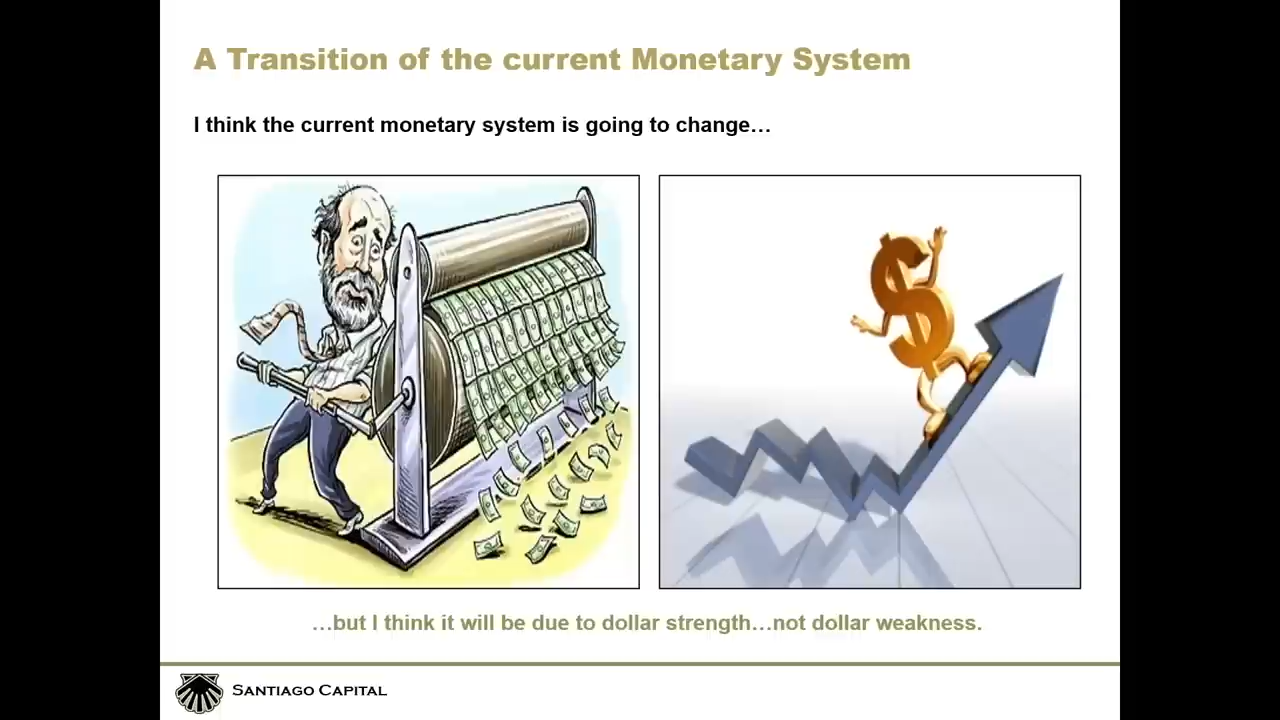 A Transition of the current Monetary System
I think the current monetary system is going to change…
…but I think it will be due to dollar strength…not dollar weakness.
SANTIAGO CAPITAL